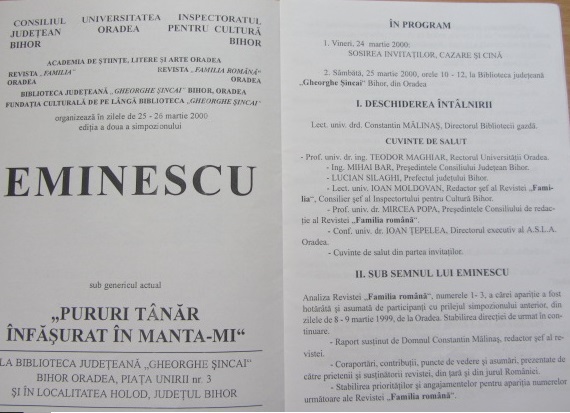 CONSILIUL UNIVERSITATEA INSPECTORATUL
JUDEȚEAN ORADEA PENTRU CULTURĂ
BIHOR BIHOR
ACADEMIA DE ȘTIINȚE, LITERE ȘI ARTE ORADEA
REVISTA „FAMILIA" REVISTA „FAMILIA ROMÂNĂ"
ORADEA ORADEA
BIBLIOTECA JUDEȚEANĂ „GHEORGHE ȘINCAI" BIHOR, ORADEA
FUNDAȚIA CULTURALĂ DE PE LÂNGĂ BIBLIOTECA „GHEORGHE ȘINCAI"
organizează în zilele de 25 - 26 martie 2000
ediția a doua a simpozionului
EMINESCU
sub genericul actual
„PURURI TÂNĂR
ÎNFĂȘURAT ÎN MANTA-MI"
LA BIBLIOTECA JUDEȚEANĂ „GHEORGHE ȘINCAI"
BIHOR ORADEA, PIAȚA UNIRII nr. 3
ȘI ÎN LOCALITATEA HOLOD, JUDEȚUL BIHOR
ÎN PROGRAM
1. Vineri, 24 martie 2000:
SOSIREA INVITAȚILOR, CAZARE ȘI CINĂ
2. Sâmbătă, 25 martie 2000, orele 10 - 12, la Biblioteca județeană
„Gheorghe Șincai" Bihor, din Oradea
I. DESCHIDEREA ÎNTÂLNIRII
Lect. univ. drd. Constantin MĂLINAȘ, Directorul Bibliotecii gazdă.
CUVINTE DE SALUT
- Prof. univ. dr. ing. TEODOR MAGHIAR, Rectorul Universității Oradea.
- Ing. MIHAI BAR, Președintele Consiliului Județean Bihor.
- LUCIAN SILAGHI, Prefectul județului Bihor.
- Lect. univ. IOAN MOLDOVAN, Redactor șef al Revistei „Fami-
lia", Consilier șef al Inspectorului pentru Cultură Bihor.
- Prof. univ. dr. MIRCEA POPA, Președintele Consiliului de redac-
ție al Revistei „Familia română".
- Conf. univ. dr. IOAN ȚEPELEA, Directorul executiv al A.S.L.A.
Oradea.
- Cuvinte de salut din partea invitaților.
II. SUB SEMNUL LUI EMINESCU
Analiza Revistei „Familia română", numerele 1- 3, a cărei apariție a fost
hotărâtă și asumată de participanți cu prilejul simpozionului anterior, din
zilele de 8 - 9 martie 1999, de la Oradea. Stabilirea direcției de urmat în con-
tinuare.
- Raport susținut de Domnul Constantin Mălinaș, redactor șef al re-
vistei.
- Coraportări, contribuții, puncte de vedere și asumări, prezentate de
către prietenii și susținătorii revistei, din țară și din jurul României.
- Stabilirea priorităților și angajamentelor pentru apariția numerelor
următoare ale Revistei „Familia română".